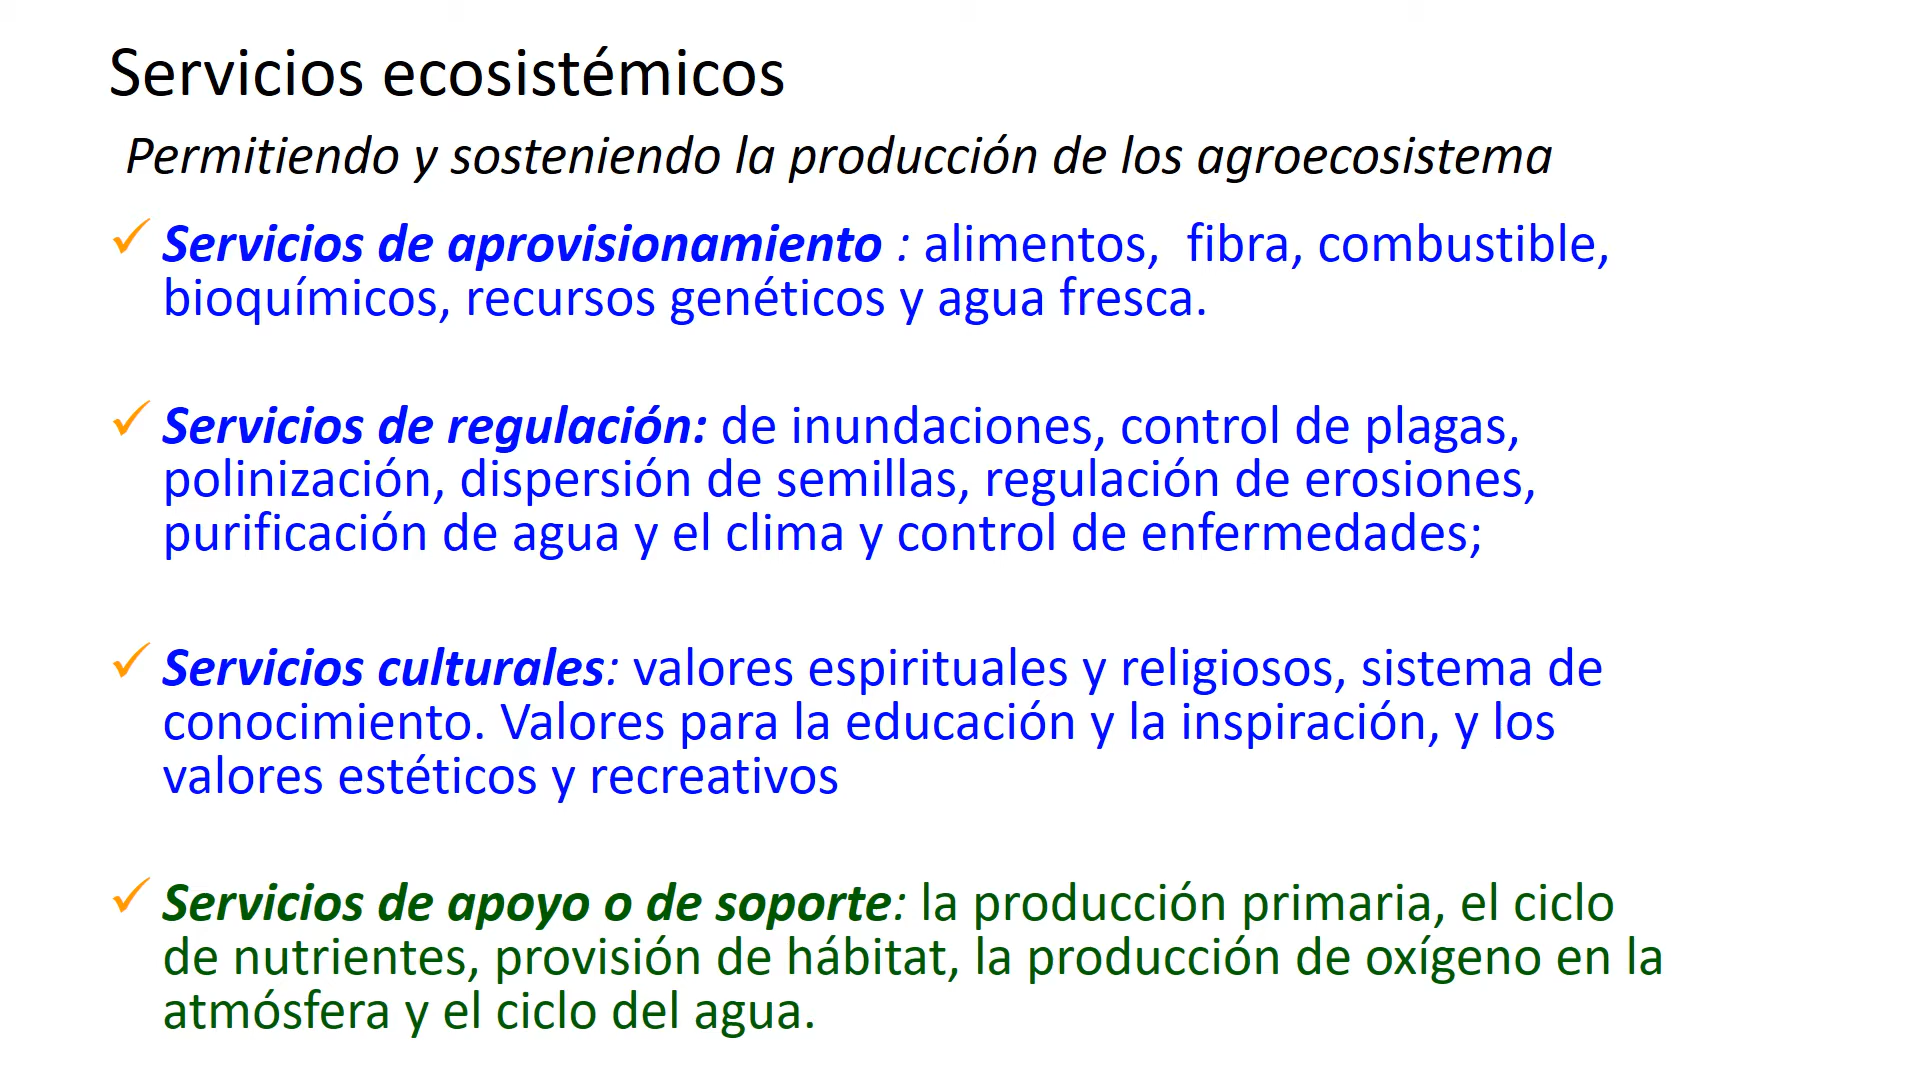 Servicios ecosistémicos
Permitiendo y sosteniendo la producción de los agroecosistema
✓ Servicios de aprovisionamiento : alimentos, fibra, combustible,
bioquímicos, recursos genéticos y agua fresca.
✓ Servicios de regulación: de inundaciones, control de plagas,
polinización, dispersión de semillas, regulación de erosiones,
purificación de agua y el clima y control de enfermedades;
✓ Servicios culturales: valores espirituales y religiosos, sistema de
conocimiento. Valores para la educación y la inspiración, y los
valores estéticos y recreativos
✓ Servicios de apoyo o de soporte: la producción primaria, el ciclo
de nutrientes, provisión de hábitat, la producción de oxígeno en la
atmósfera y el ciclo del agua.